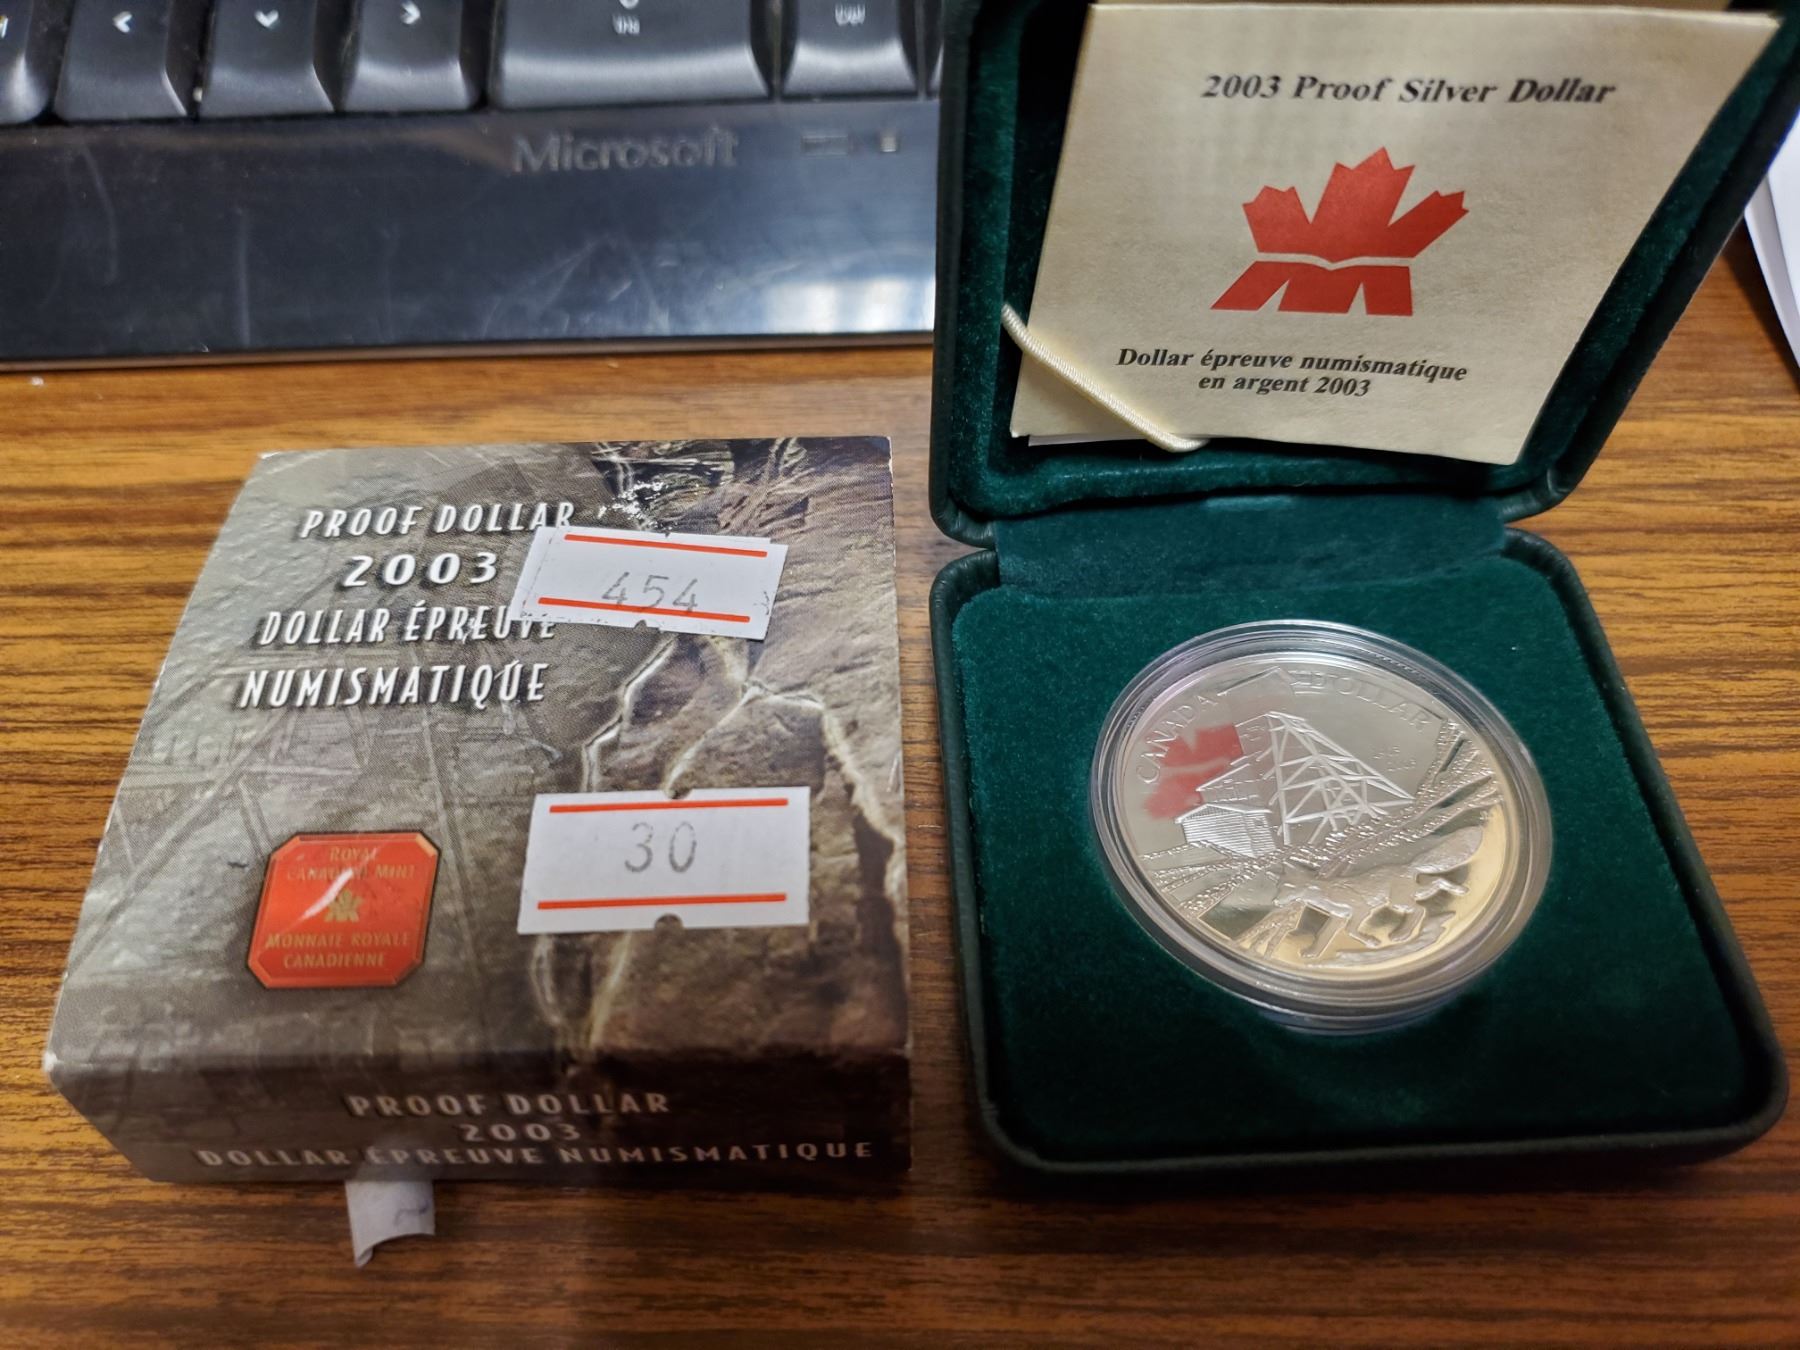 Microsoft
2003 Proof Silver Dollar
Dollar épreuve numismatique
en argent 2003
PROOF DOLLAR
2003
DOLLAR ÉPREUVE
NUMISMATIQUE
454
30
ROYAL
CANADIAN MINT
MONNAIE ROYALE
CANADIENNE
PROOF DOLLAR
2003
DOLLAR ÉPREUVE NUMISMATIQUE
CANADA DOLLAR